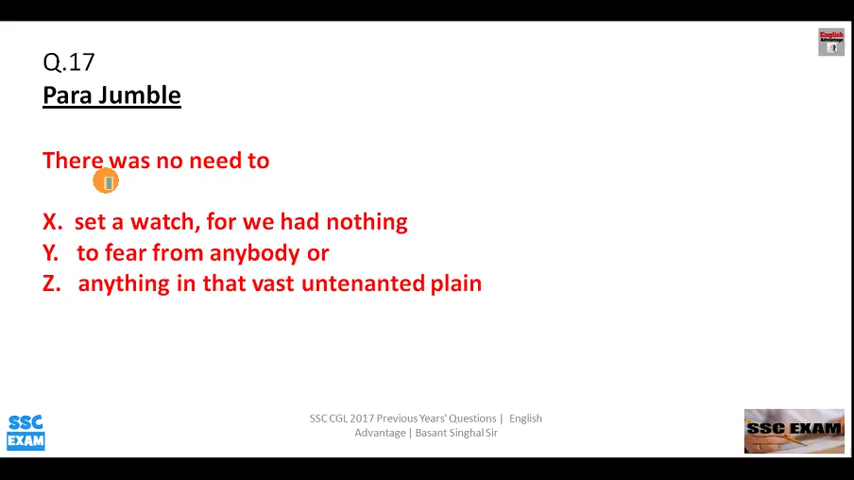 English
Advantage
Q.17
Para Jumble
There was no need to
X. set a watch, for we had nothing
Y. to fear from anybody or
Z. anything in that vast untenanted plain
SSC
EXAM
SSC CGL 2017 Previous Years' Questions | English
Advantage | Basant Singhal Sir
SSC EXAM